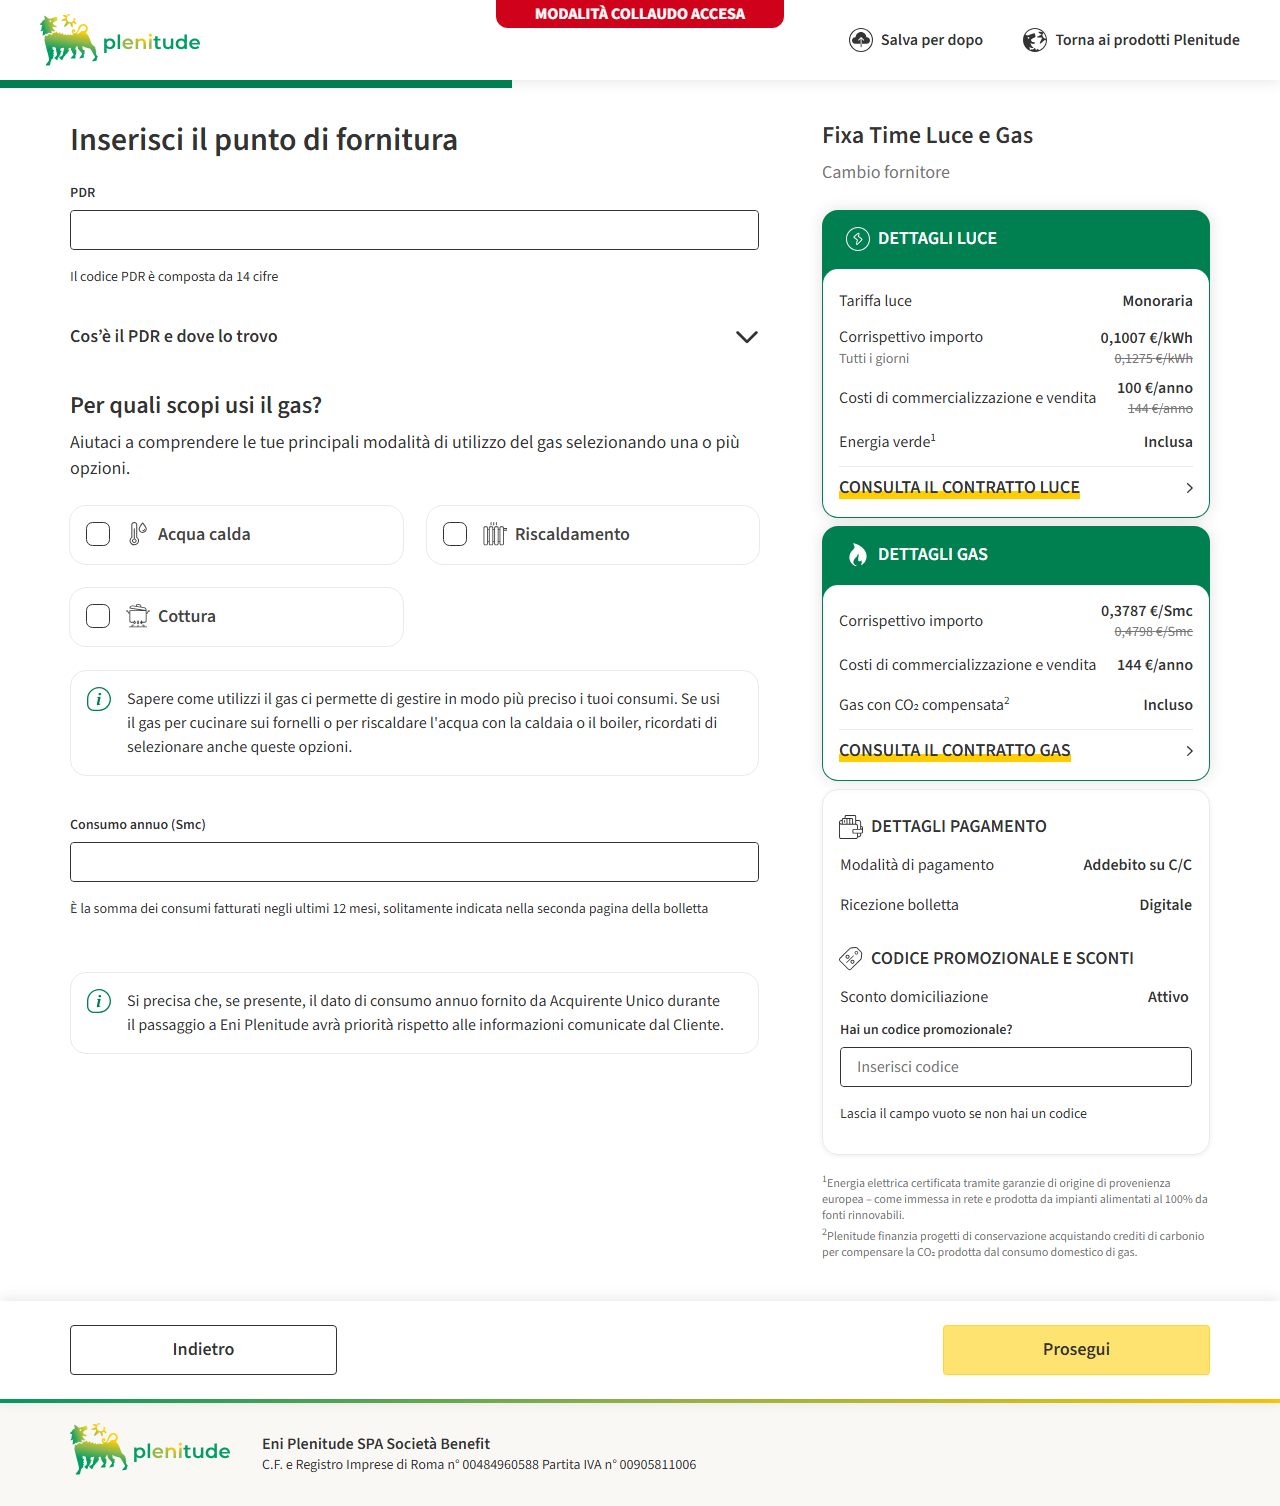 MODALITÀ COLLAUDO ACCESA
plenitude
Salva per dopo
Torna ai prodotti Plenitude
Inserisci il punto di fornitura
PDR
Il codice PDR è composta da 14 cifre
Cos’è il PDR e dove lo trovo
Per quali scopi usi il gas?
Aiutaci a comprendere le tue principali modalità di utilizzo del gas selezionando una o più
opzioni.
Acqua calda
Riscaldamento
Cottura
Sapere come utilizzi il gas ci permette di gestire in modo più preciso i tuoi consumi. Se usi
il gas per cucinare sui fornelli o per riscaldare l'acqua con la caldaia o il boiler, ricordati di
selezionare anche queste opzioni.
Consumo annuo (Smc)
È la somma dei consumi fatturati negli ultimi 12 mesi, solitamente indicata nella seconda pagina della bolletta
Si precisa che, se presente, il dato di consumo annuo fornito da Acquirente Unico durante
il passaggio a Eni Plenitude avrà priorità rispetto alle informazioni comunicate dal Cliente.
Fixa Time Luce e Gas
Cambio fornitore
DETTAGLI LUCE
Tariffa luce Monoraria
Corrispettivo importo 0,1007 €/kWh
Tutti i giorni 0,1275 €/kWh
Costi di commercializzazione e vendita 100 €/anno
144 €/anno
Energia verde¹ Inclusa
CONSULTA IL CONTRATTO LUCE
DETTAGLI GAS
Corrispettivo importo 0,3787 €/Smc
0,4798 €/Smc
Costi di commercializzazione e vendita 144 €/anno
Gas con CO₂ compensata² Incluso
CONSULTA IL CONTRATTO GAS
DETTAGLI PAGAMENTO
Modalità di pagamento Addebito su C/C
Ricezione bolletta Digitale
CODICE PROMOZIONALE E SCONTI
Sconto domiciliazione Attivo
Hai un codice promozionale?
Inserisci codice
Lascia il campo vuoto se non hai un codice
¹Energia elettrica certificata tramite garanzie di origine di provenienza
europea – come immessa in rete e prodotta da impianti alimentati al 100% da
fonti rinnovabili.
²Plenitude finanzia progetti di conservazione acquistando crediti di carbonio
per compensare la CO₂ prodotta dal consumo domestico di gas.
Indietro
Prosegui
plenitude
Eni Plenitude SPA Società Benefit
C.F. e Registro Imprese di Roma n° 00484960588 Partita IVA n° 00905811006